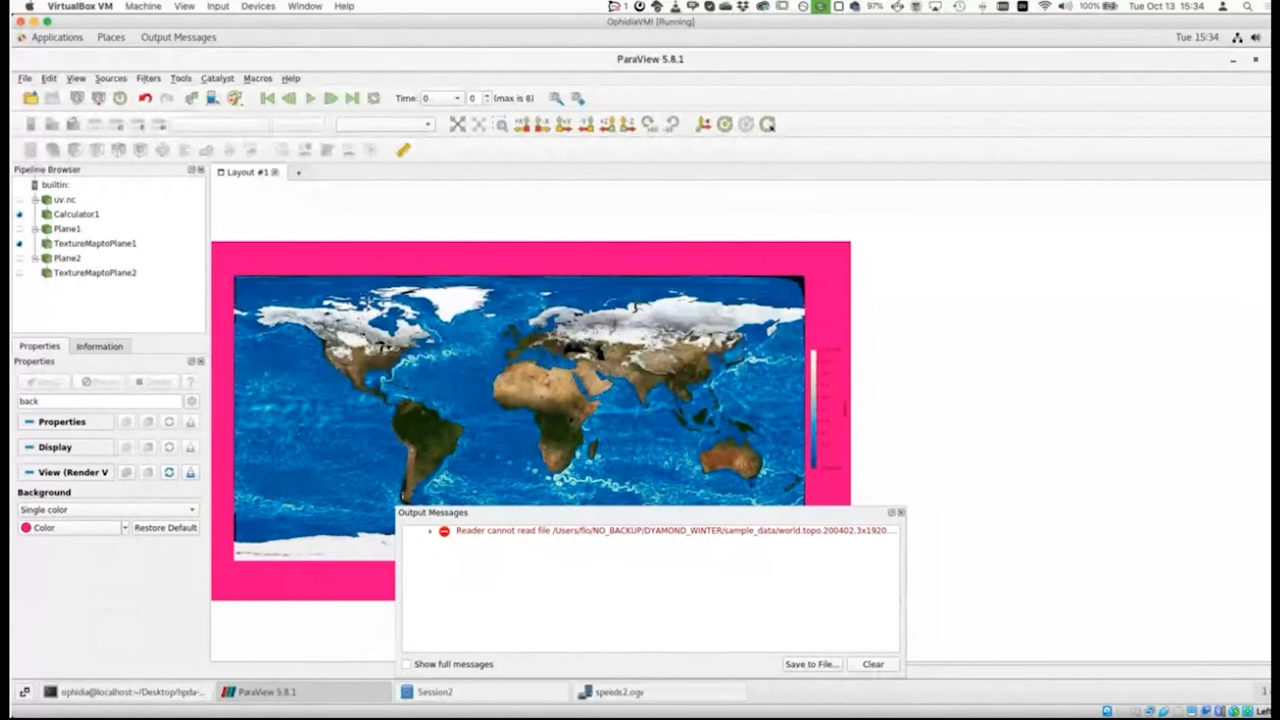 VirtualBox VM Machine View Input Devices Window Help 97% 100% Tue Oct 13 15:34
OphidiaVM! [Running]
Applications Places Output Messages Tue 15:34
ParaView 5.8.1
File Edit View Sources Filters Tools Catalyst Macros Help
Time: 0 0 (max is 8)
Pipeline Browser
Layout #1
builtin:
uv.nc
Calculator1
Plane1
TextureMaptoPlane1
Plane2
TextureMaptoPlane2
Properties Information
Properties
back
Properties
Display
View (Render V
Background
Single color
Color Restore Default
Output Messages
Reader cannot read file /Users/flo/NO_BACKUP/DYAMOND_WINTER/sample_data/world.topo.200402.3x1920....
Show full messages Save to File... Clear
ophidia@localhost:~/Desktop/hpda-... ParaView 5.8.1 Session2 speeds2.ogv
Left